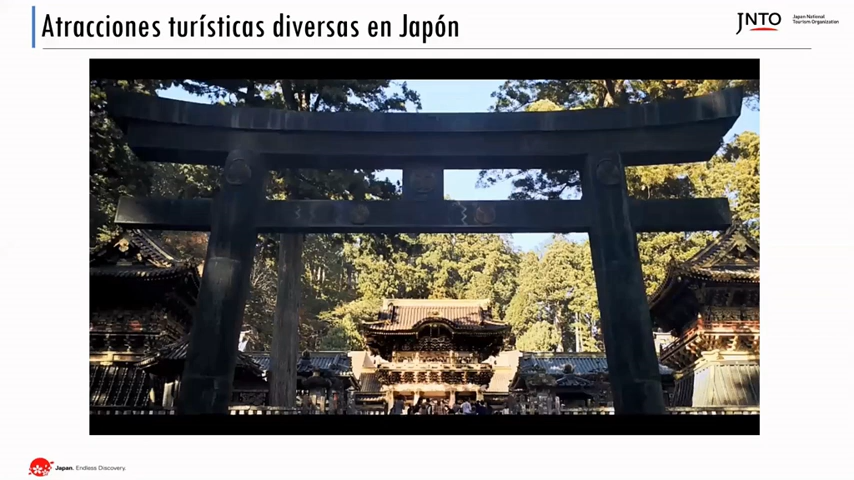 Atracciones turísticas diversas en Japón
JNTO
Japan National
Tourism Organization
Japan. Endless Discovery.